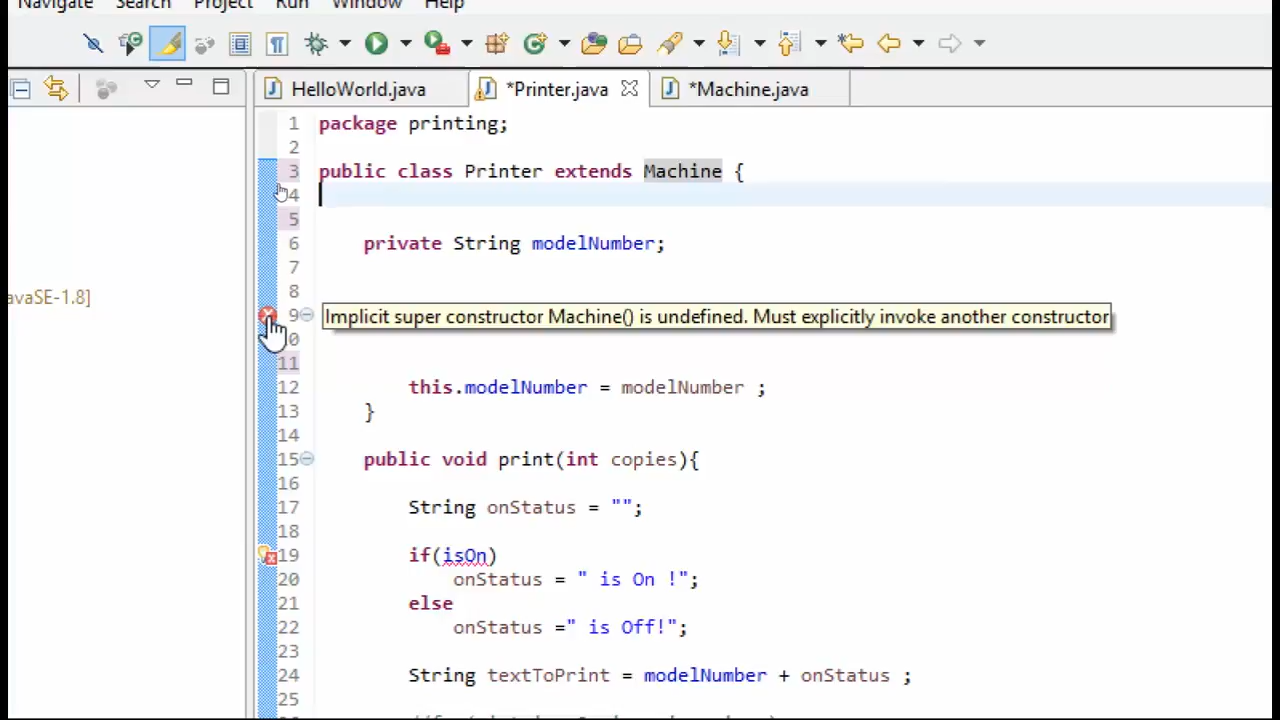 Navigate Search Project Run Window Help
HelloWorld.java *Printer.java *Machine.java
1 package printing;
2
3 public class Printer extends Machine {
4
5
6 private String modelNumber;
7
8
avaSE-1.8]
9 Implicit super constructor Machine() is undefined. Must explicitly invoke another constructor
0
11
12 this.modelNumber = modelNumber ;
13 }
14
15 public void print(int copies){
16
17 String onStatus = "";
18
19 if(isOn)
20 onStatus = " is On !";
21 else
22 onStatus =" is Off!";
23
24 String textToPrint = modelNumber + onStatus ;
25